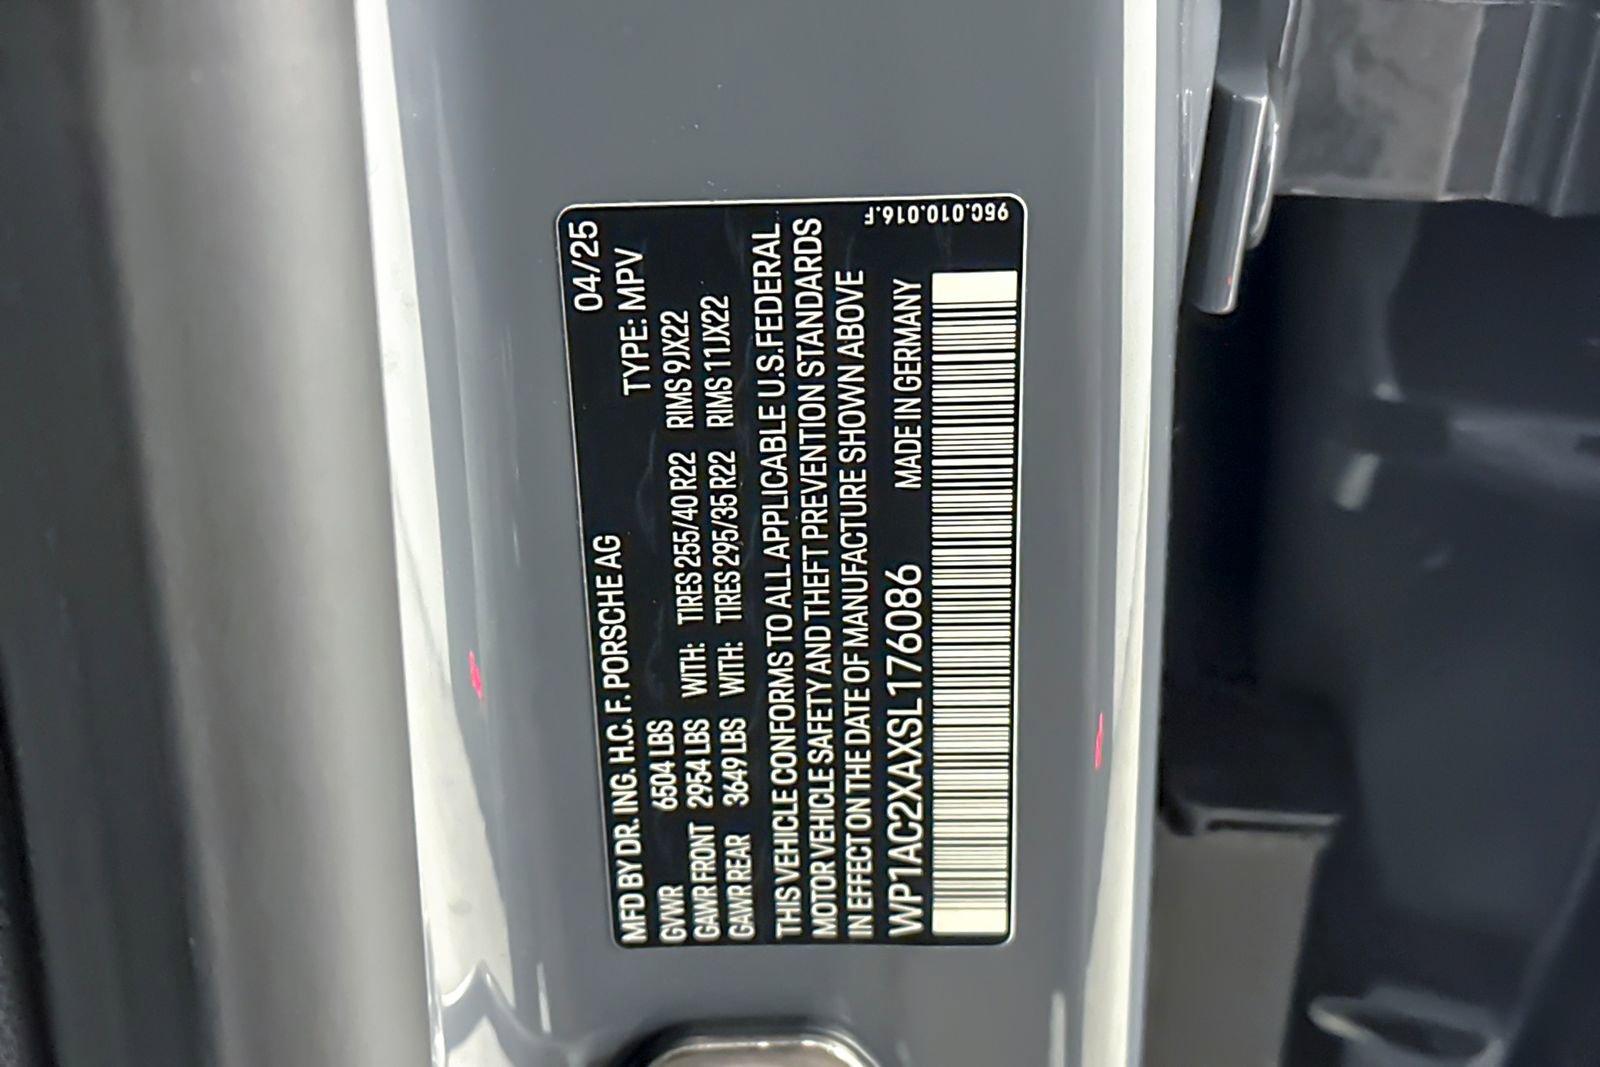 04/25
MFD BY DR. ING. H.C. F. PORSCHE AG TYPE: MPV
GVWR 6504 LBS WITH: TIRES 255/40 R22 RIMS 9JX22
GAWR FRONT 2954 LBS WITH: TIRES 295/35 R22 RIMS 11JX22
GAWR REAR 3649 LBS
THIS VEHICLE CONFORMS TO ALL APPLICABLE U.S. FEDERAL
MOTOR VEHICLE SAFETY AND THEFT PREVENTION STANDARDS
IN EFFECT ON THE DATE OF MANUFACTURE SHOWN ABOVE
WP1AC2XAXSL176086 MADE IN GERMANY
95C.010.016.F